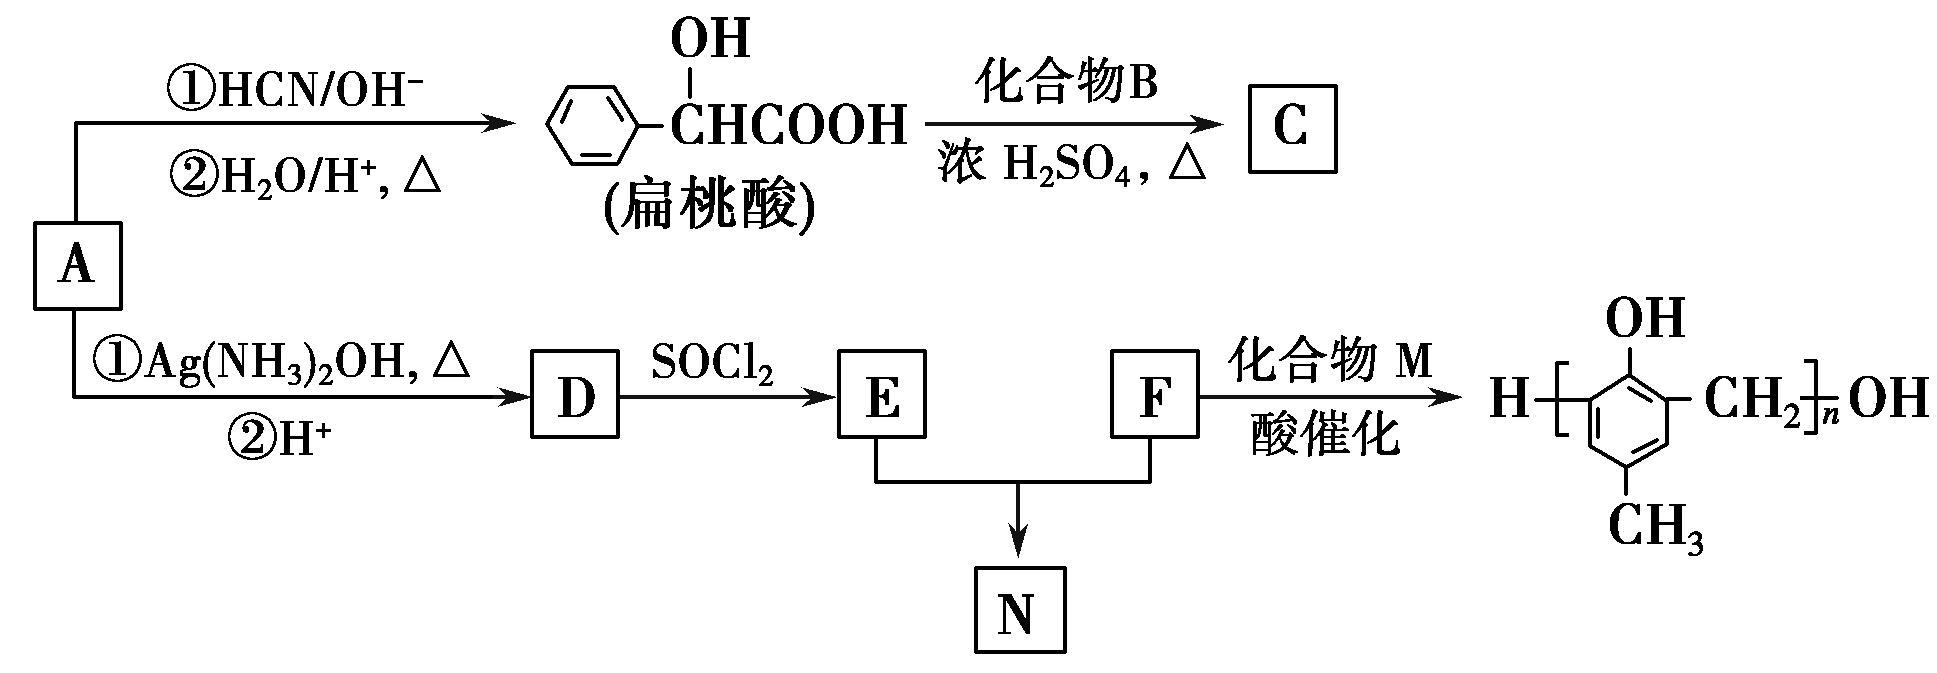 OH
①HCN/OH⁻
化合物B
CHCOOH
C
②H₂O/H⁺, △
浓 H₂SO₄, △
(扁桃酸)
A
OH
①Ag(NH₃)₂OH, △
SOCl₂
化合物 M
D
E
F
H
CH₂
n
OH
②H⁺
酸催化
CH₃
N